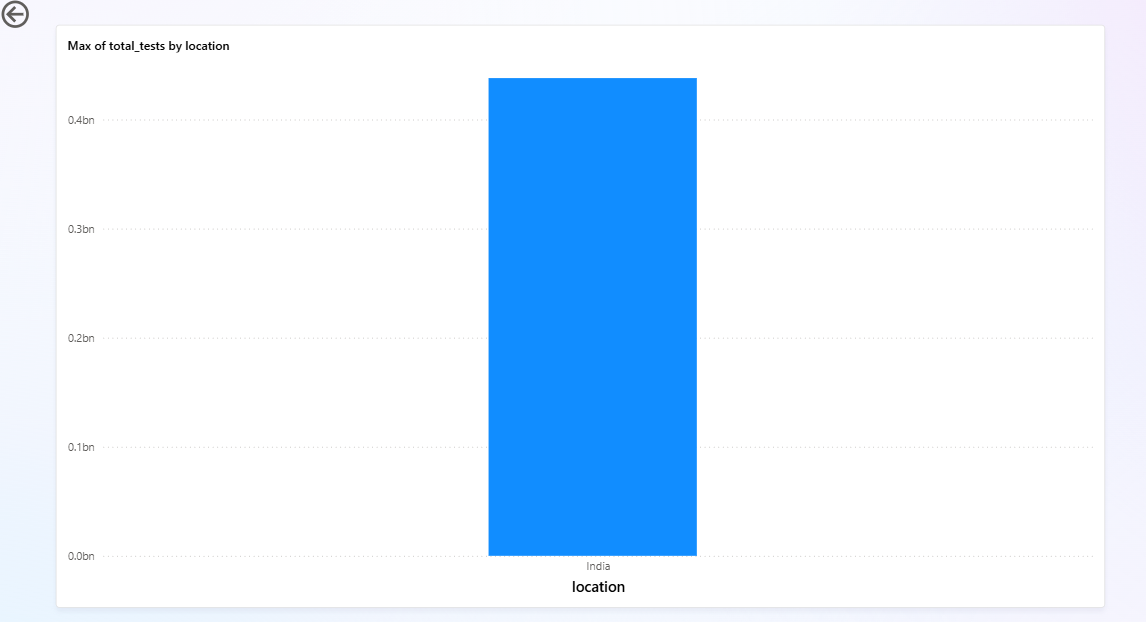 Max of total_tests by location
0.4bn
0.3bn
0.2bn
0.1bn
0.0bn
India
location